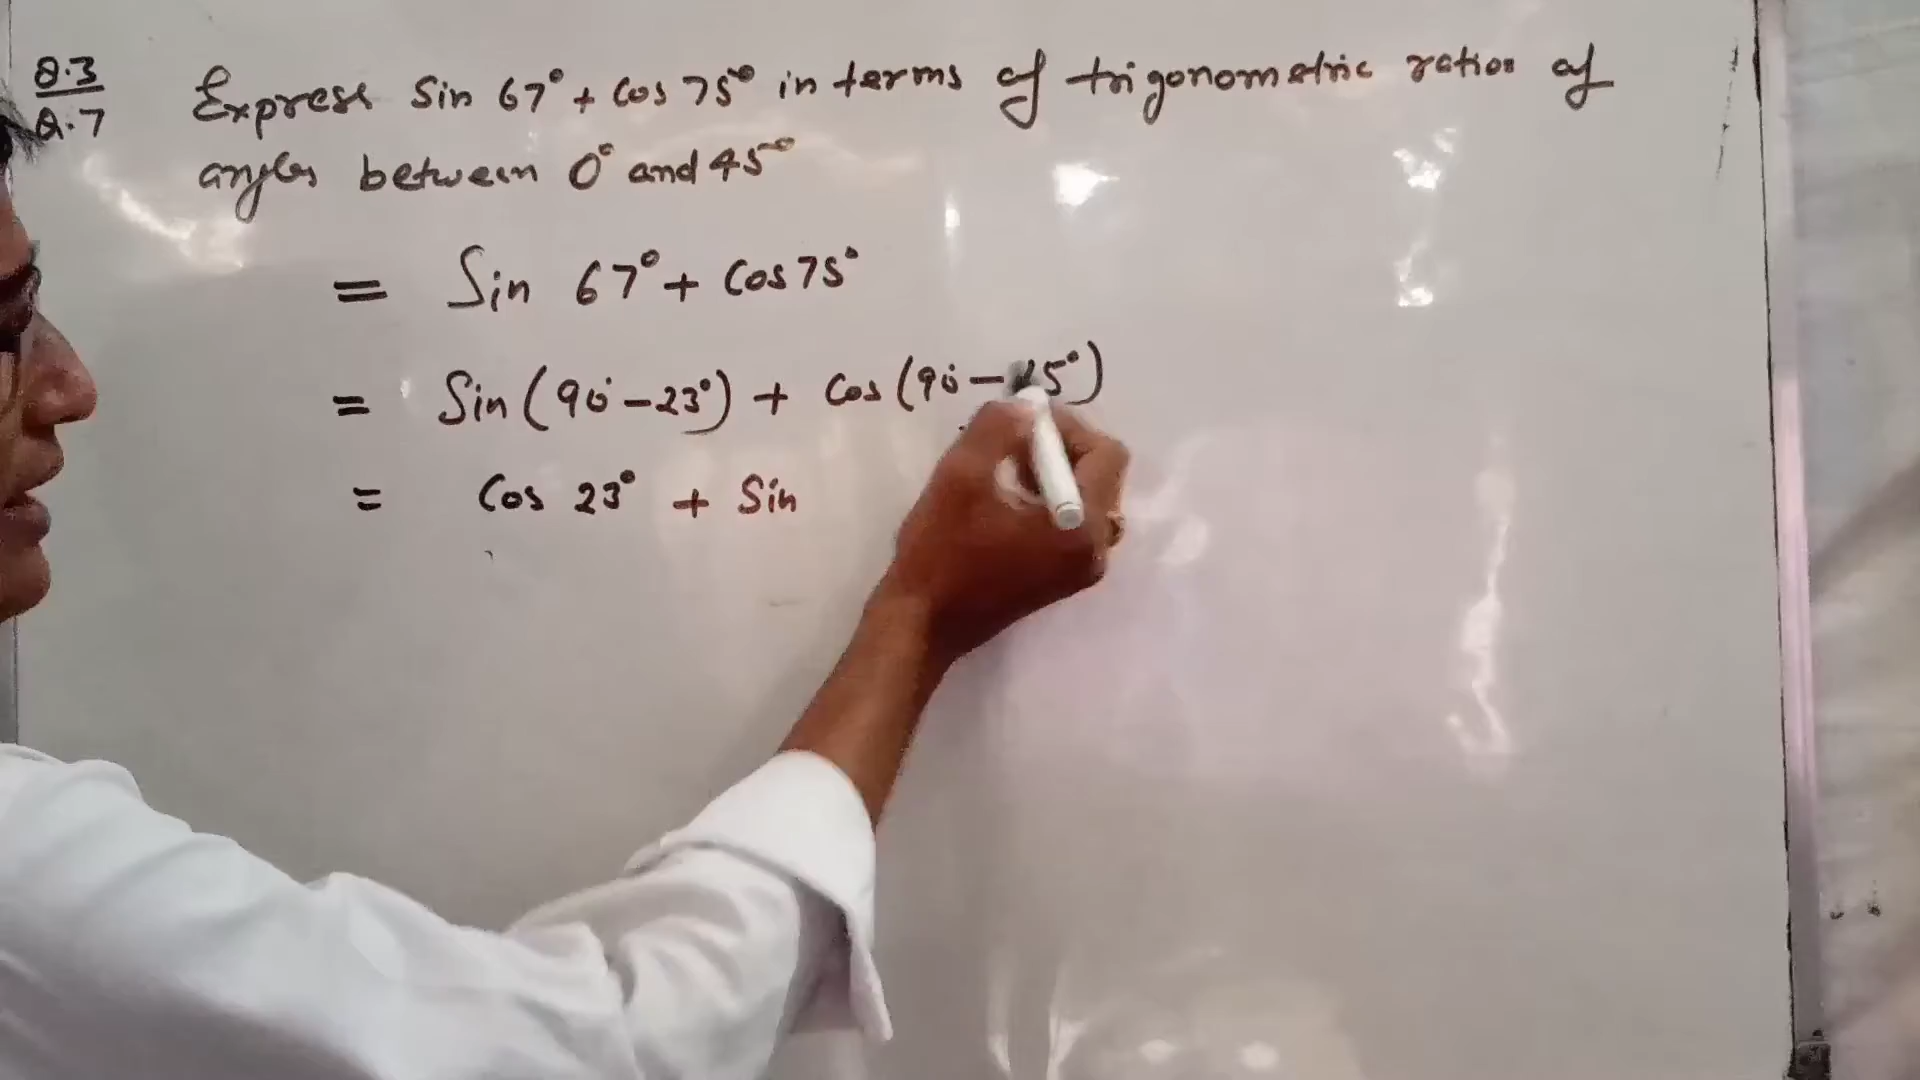 8.3
Q.7
Express Sin 67° + Cos 75° in terms of trigonometric ratios of
angles between 0° and 45°
= Sin 67° + Cos 75°
= Sin (90° - 23°) + Cos (90° - 15°)
= Cos 23° + Sin